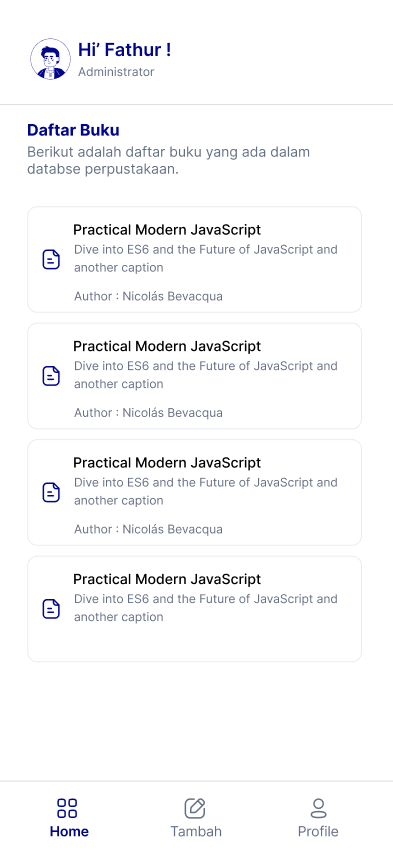 Hi’ Fathur !
Administrator
Daftar Buku
Berikut adalah daftar buku yang ada dalam
databse perpustakaan.
Practical Modern JavaScript
Dive into ES6 and the Future of JavaScript and
another caption
Author : Nicolás Bevacqua
Practical Modern JavaScript
Dive into ES6 and the Future of JavaScript and
another caption
Author : Nicolás Bevacqua
Practical Modern JavaScript
Dive into ES6 and the Future of JavaScript and
another caption
Author : Nicolás Bevacqua
Practical Modern JavaScript
Dive into ES6 and the Future of JavaScript and
another caption
Home
Tambah
Profile